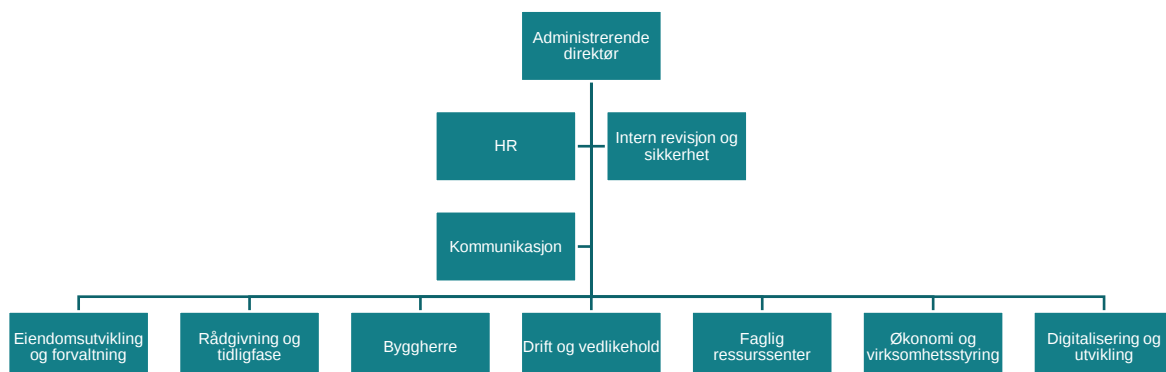 Administrerende
direktør
HR
Intern revisjon og
sikkerhet
Kommunikasjon
Eiendomsutvikling
og forvaltning
Rådgivning og
tidligfase
Byggherre
Drift og vedlikehold
Faglig
ressurssenter
Økonomi og
virksomhetsstyring
Digitalisering og
utvikling